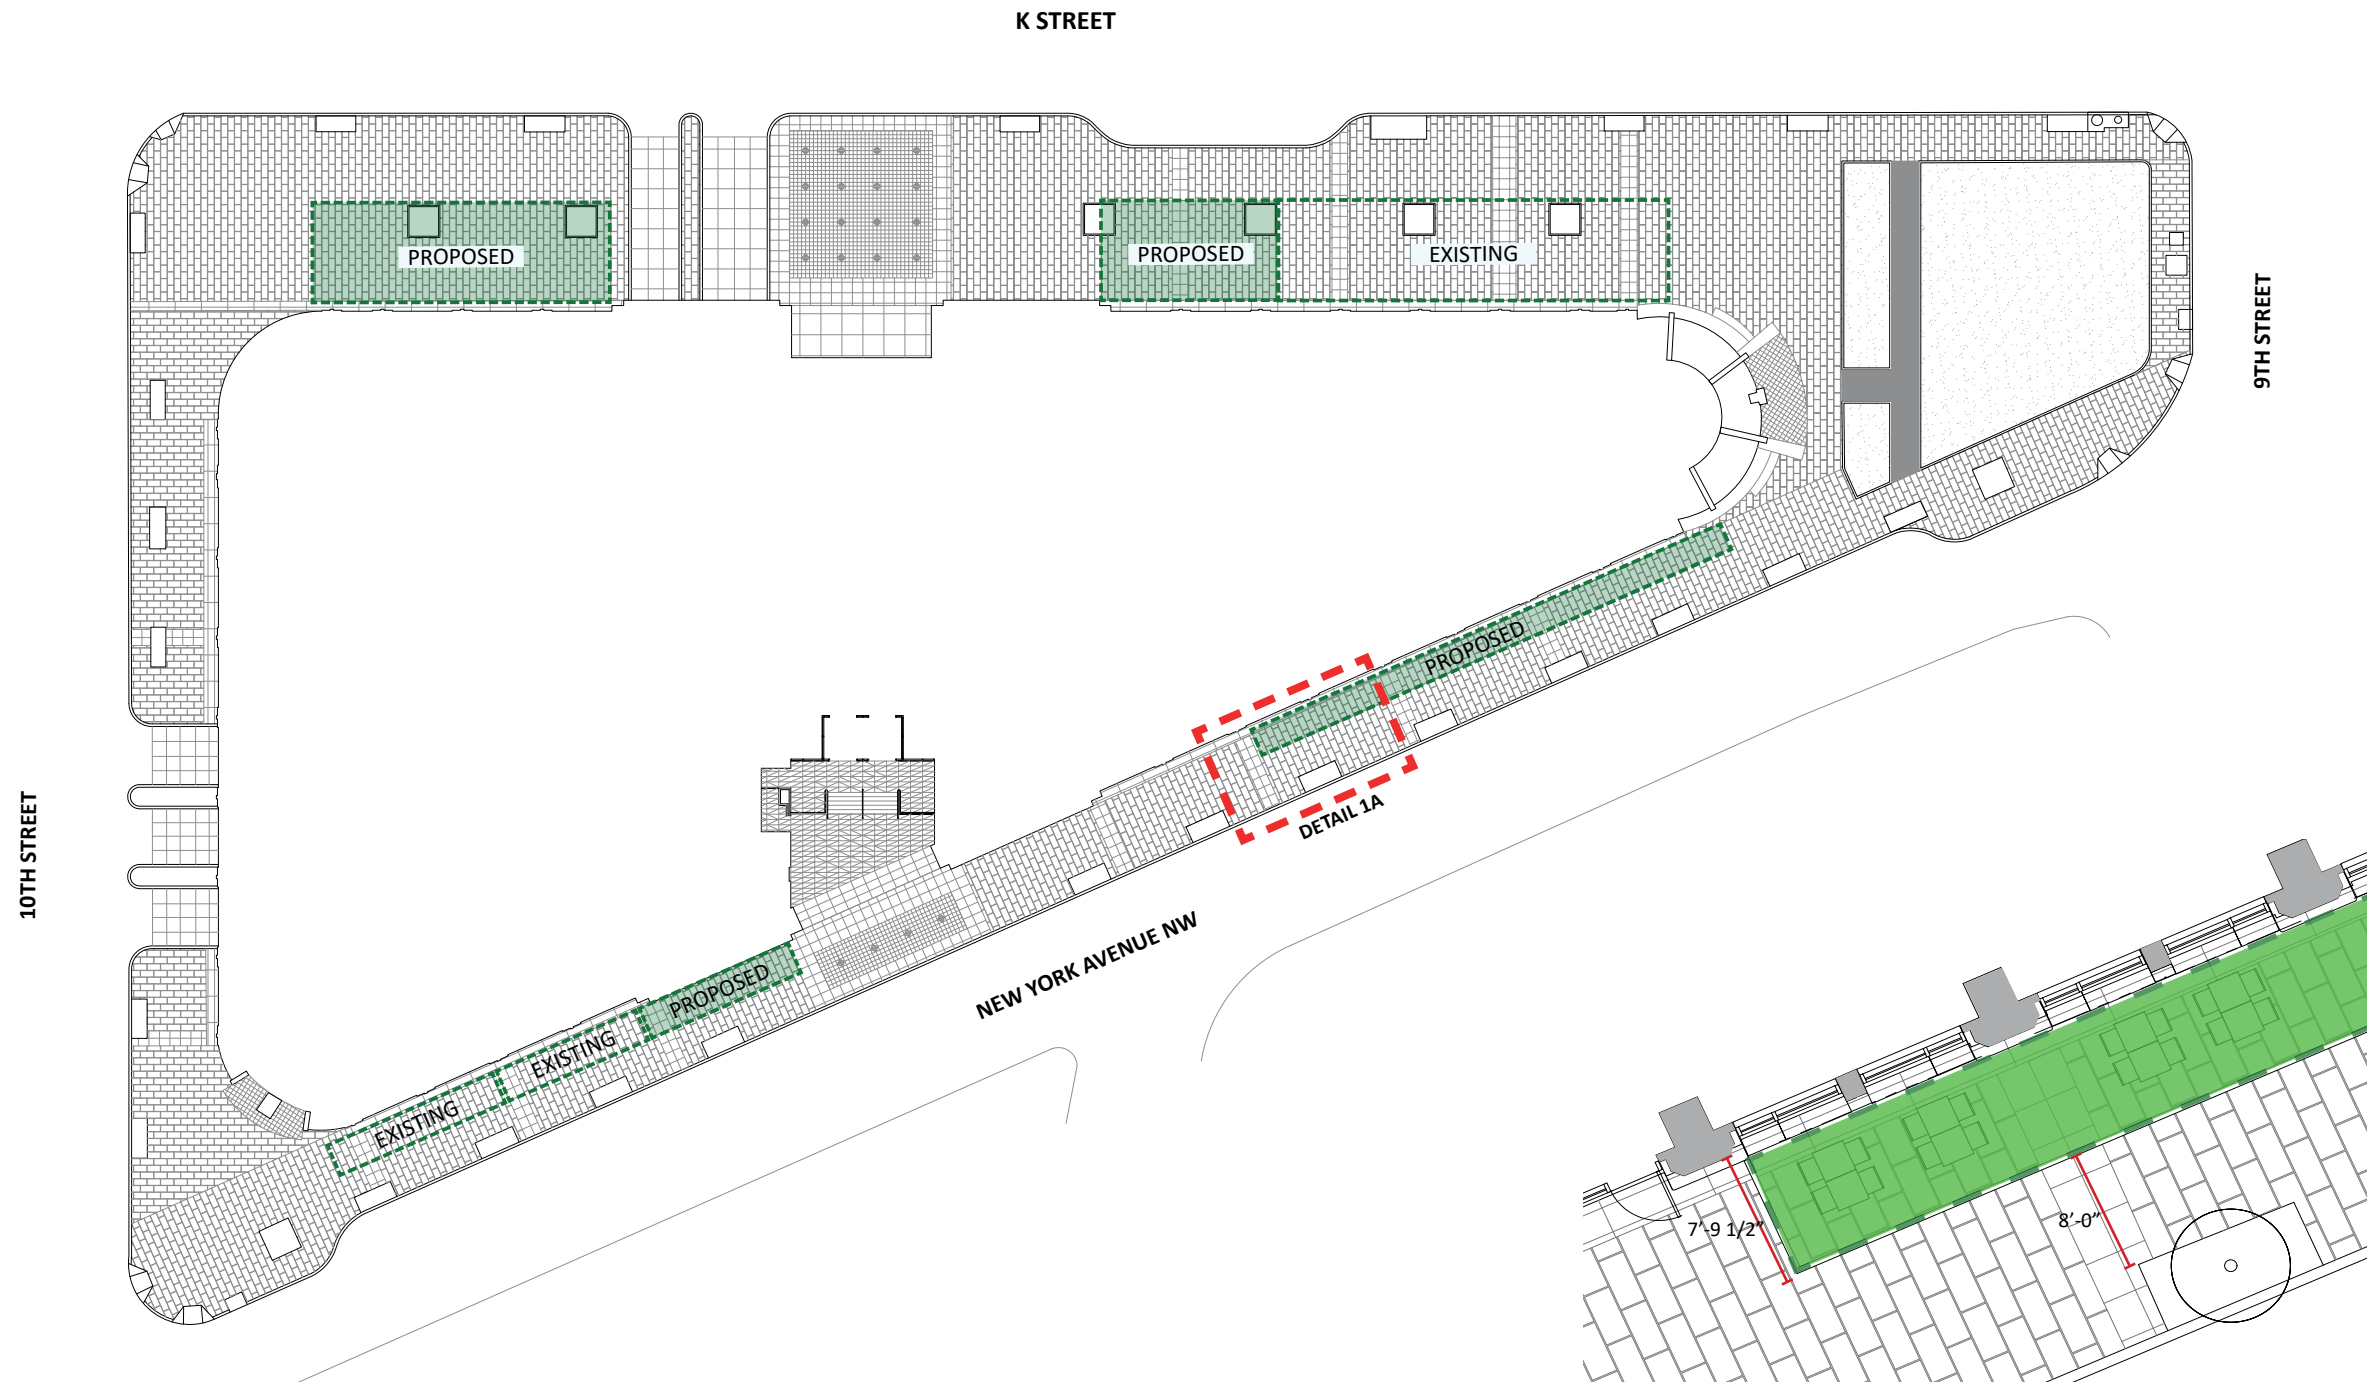 K STREET
PROPOSED
PROPOSED
EXISTING
9TH STREET
PROPOSED
DETAIL 1A
10TH STREET
NEW YORK AVENUE NW
PROPOSED
EXISTING
EXISTING
7’-9 1/2”
8’-0”